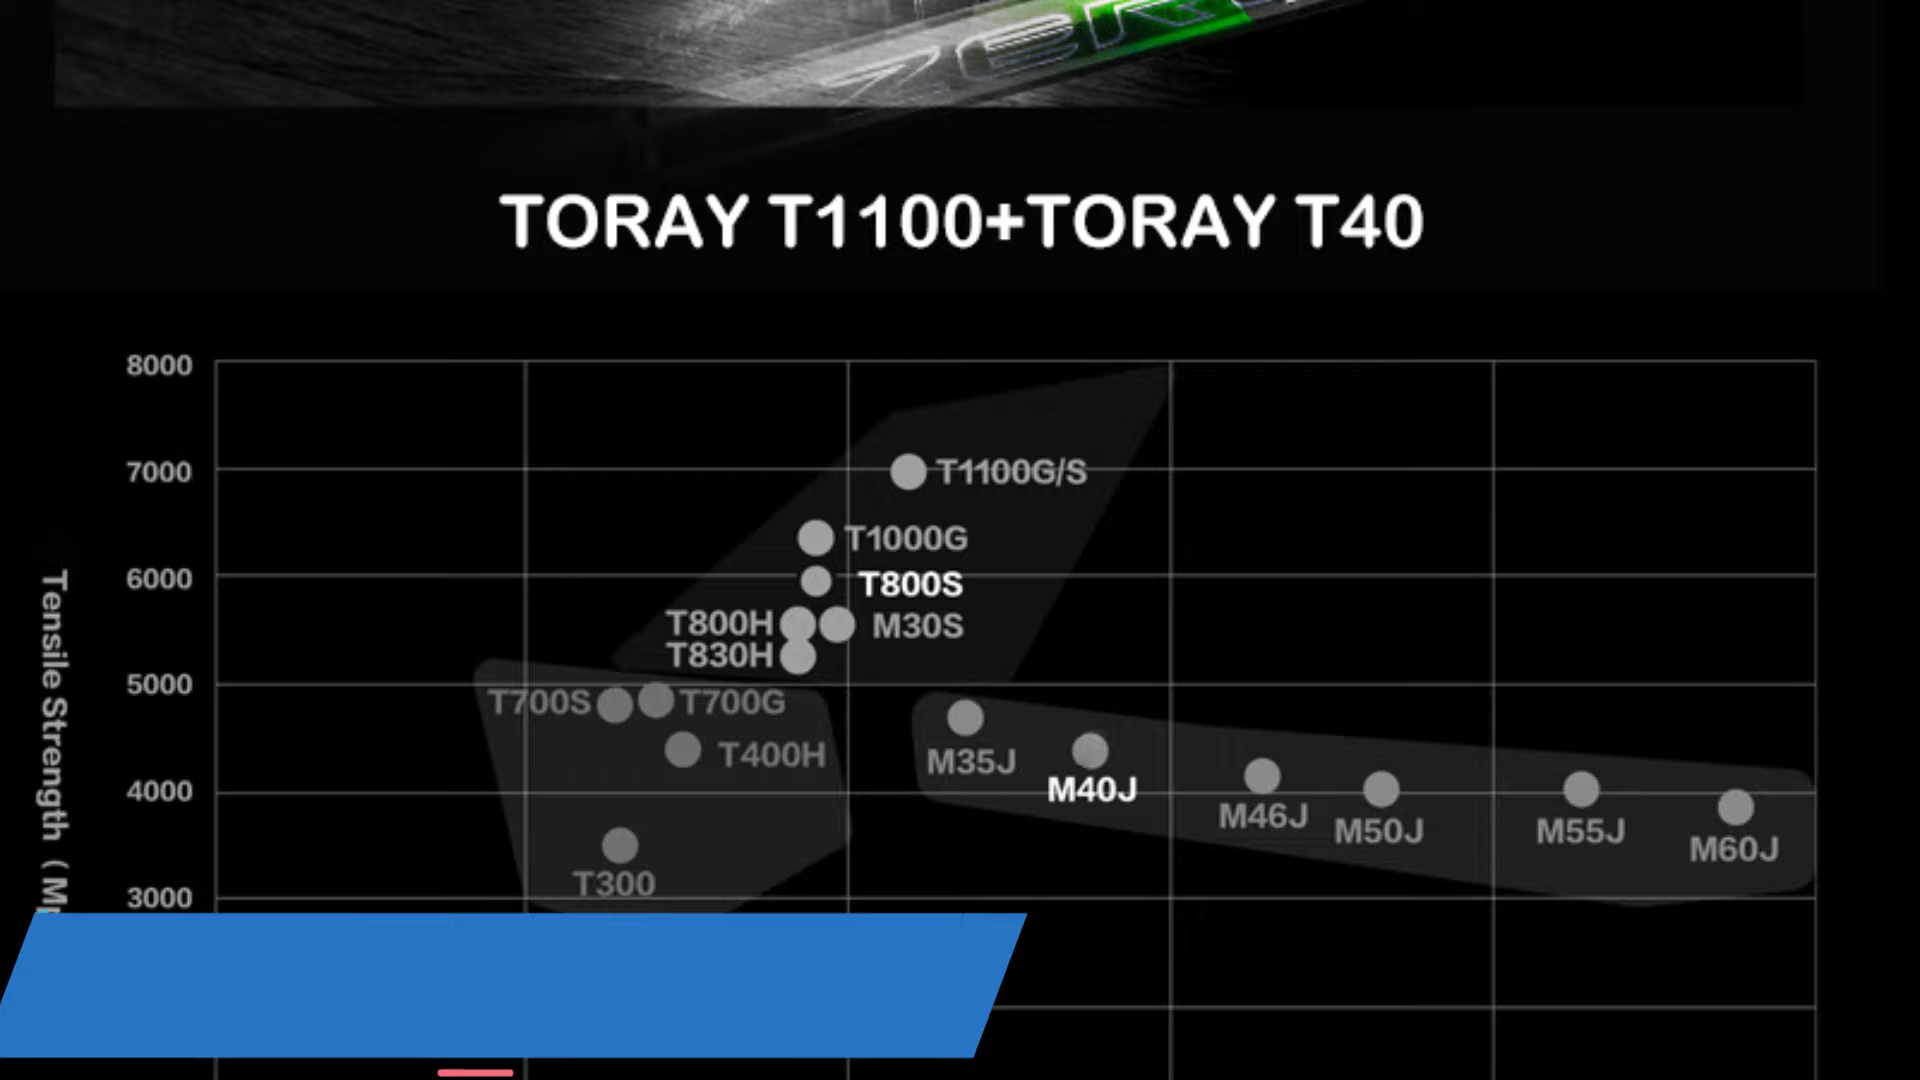 TORAY T1100+TORAY T40
8000
7000
6000
5000
4000
3000
Tensile Strength
T1100G/S
T1000G
T800S
T800H
M30S
T830H
T700S
T700G
T400H
T300
M35J
M40J
M46J
M50J
M55J
M60J